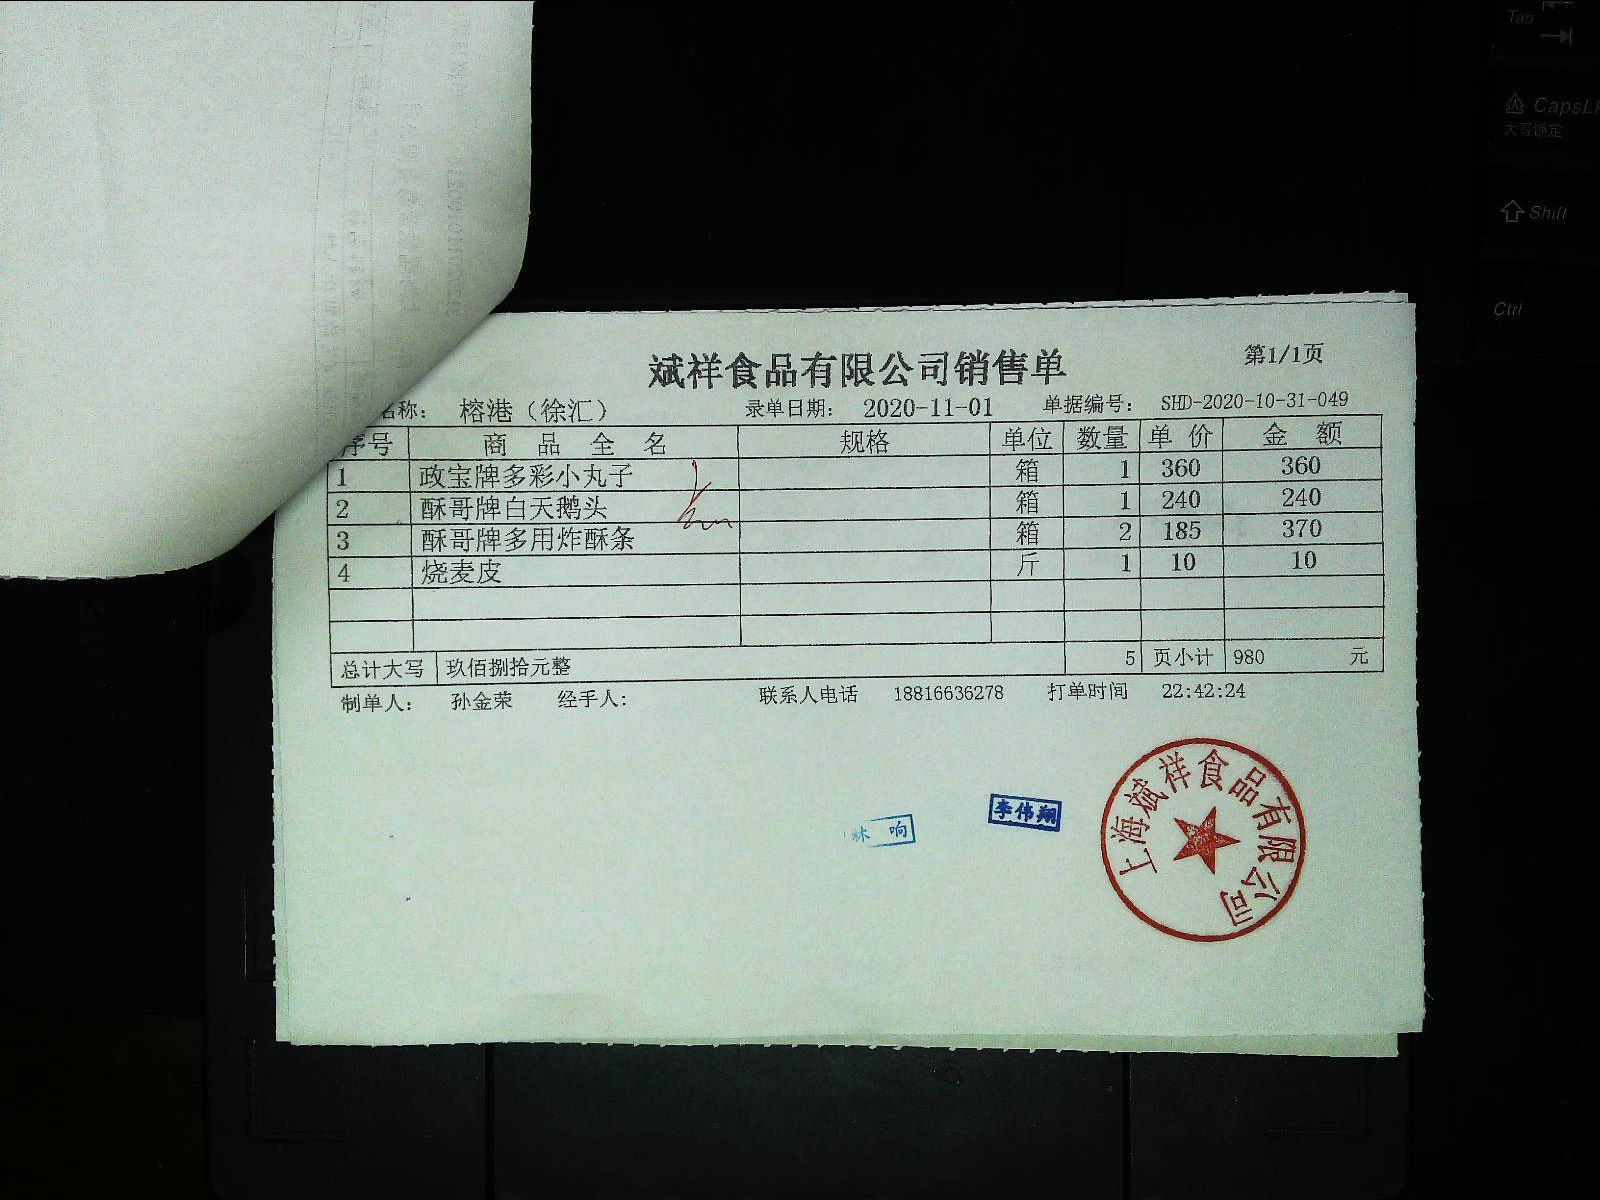 Tab
CapsL
大写锁定
Shift
Ctrl
斌祥食品有限公司销售单
第1/1页
名称： 榕港（徐汇） 录单日期： 2020-11-01 单据编号： SHD-2020-10-31-049
序号 商 品 全 名 规格 单位 数量 单 价 金 额
1 政宝牌多彩小丸子 箱 1 360 360
2 酥哥牌白天鹅头 箱 1 240 240
3 酥哥牌多用炸酥条 箱 2 185 370
4 烧麦皮 斤 1 10 10
总计大写 玖佰捌拾元整 5 页小计 980 元
制单人： 孙金荣 经手人: 联系人电话 18816636278 打单时间 22:42:24
上海斌祥食品有限公司
李伟翔
林 响